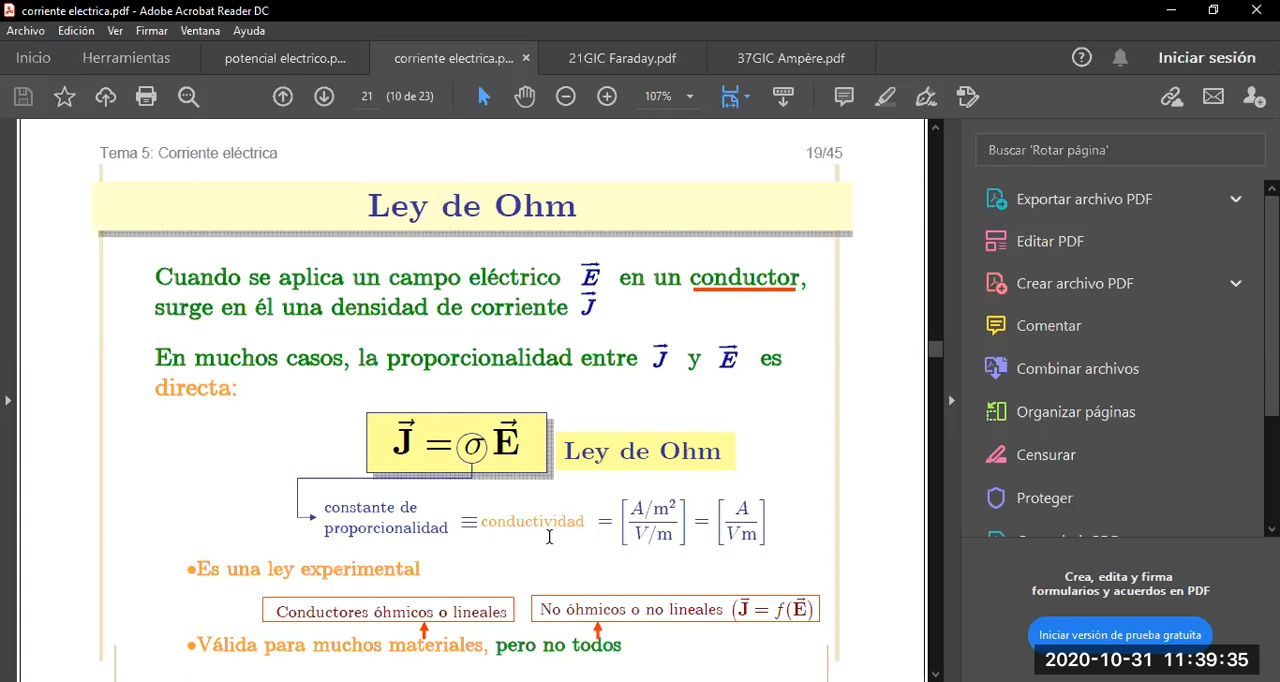 corriente electrica.pdf - Adobe Acrobat Reader DC
Archivo Edición Ver Firmar Ventana Ayuda
Inicio Herramientas potencial electrico.p... corriente electrica.p... × 21GIC Faraday.pdf 37GIC Ampère.pdf Iniciar sesión
21 (10 de 23) 107%
Tema 5: Corriente eléctrica 19/45
Ley de Ohm
Cuando se aplica un campo eléctrico E⃗ en un conductor,
surge en él una densidad de corriente J⃗
En muchos casos, la proporcionalidad entre J⃗ y E⃗ es
directa:
J⃗ = σ E⃗ Ley de Ohm
constante de
proporcionalidad ≡ conductividad = [A/m² / V/m] = [A / Vm]
•Es una ley experimental
Conductores óhmicos o lineales No óhmicos o no lineales (J⃗ = f(E⃗)
•Válida para muchos materiales, pero no todos
Buscar 'Rotar página'
Exportar archivo PDF
Editar PDF
Crear archivo PDF
Comentar
Combinar archivos
Organizar páginas
Censurar
Proteger
Crea, edita y firma
formularios y acuerdos en PDF
Iniciar versión de prueba gratuita
2020-10-31 11:39:35